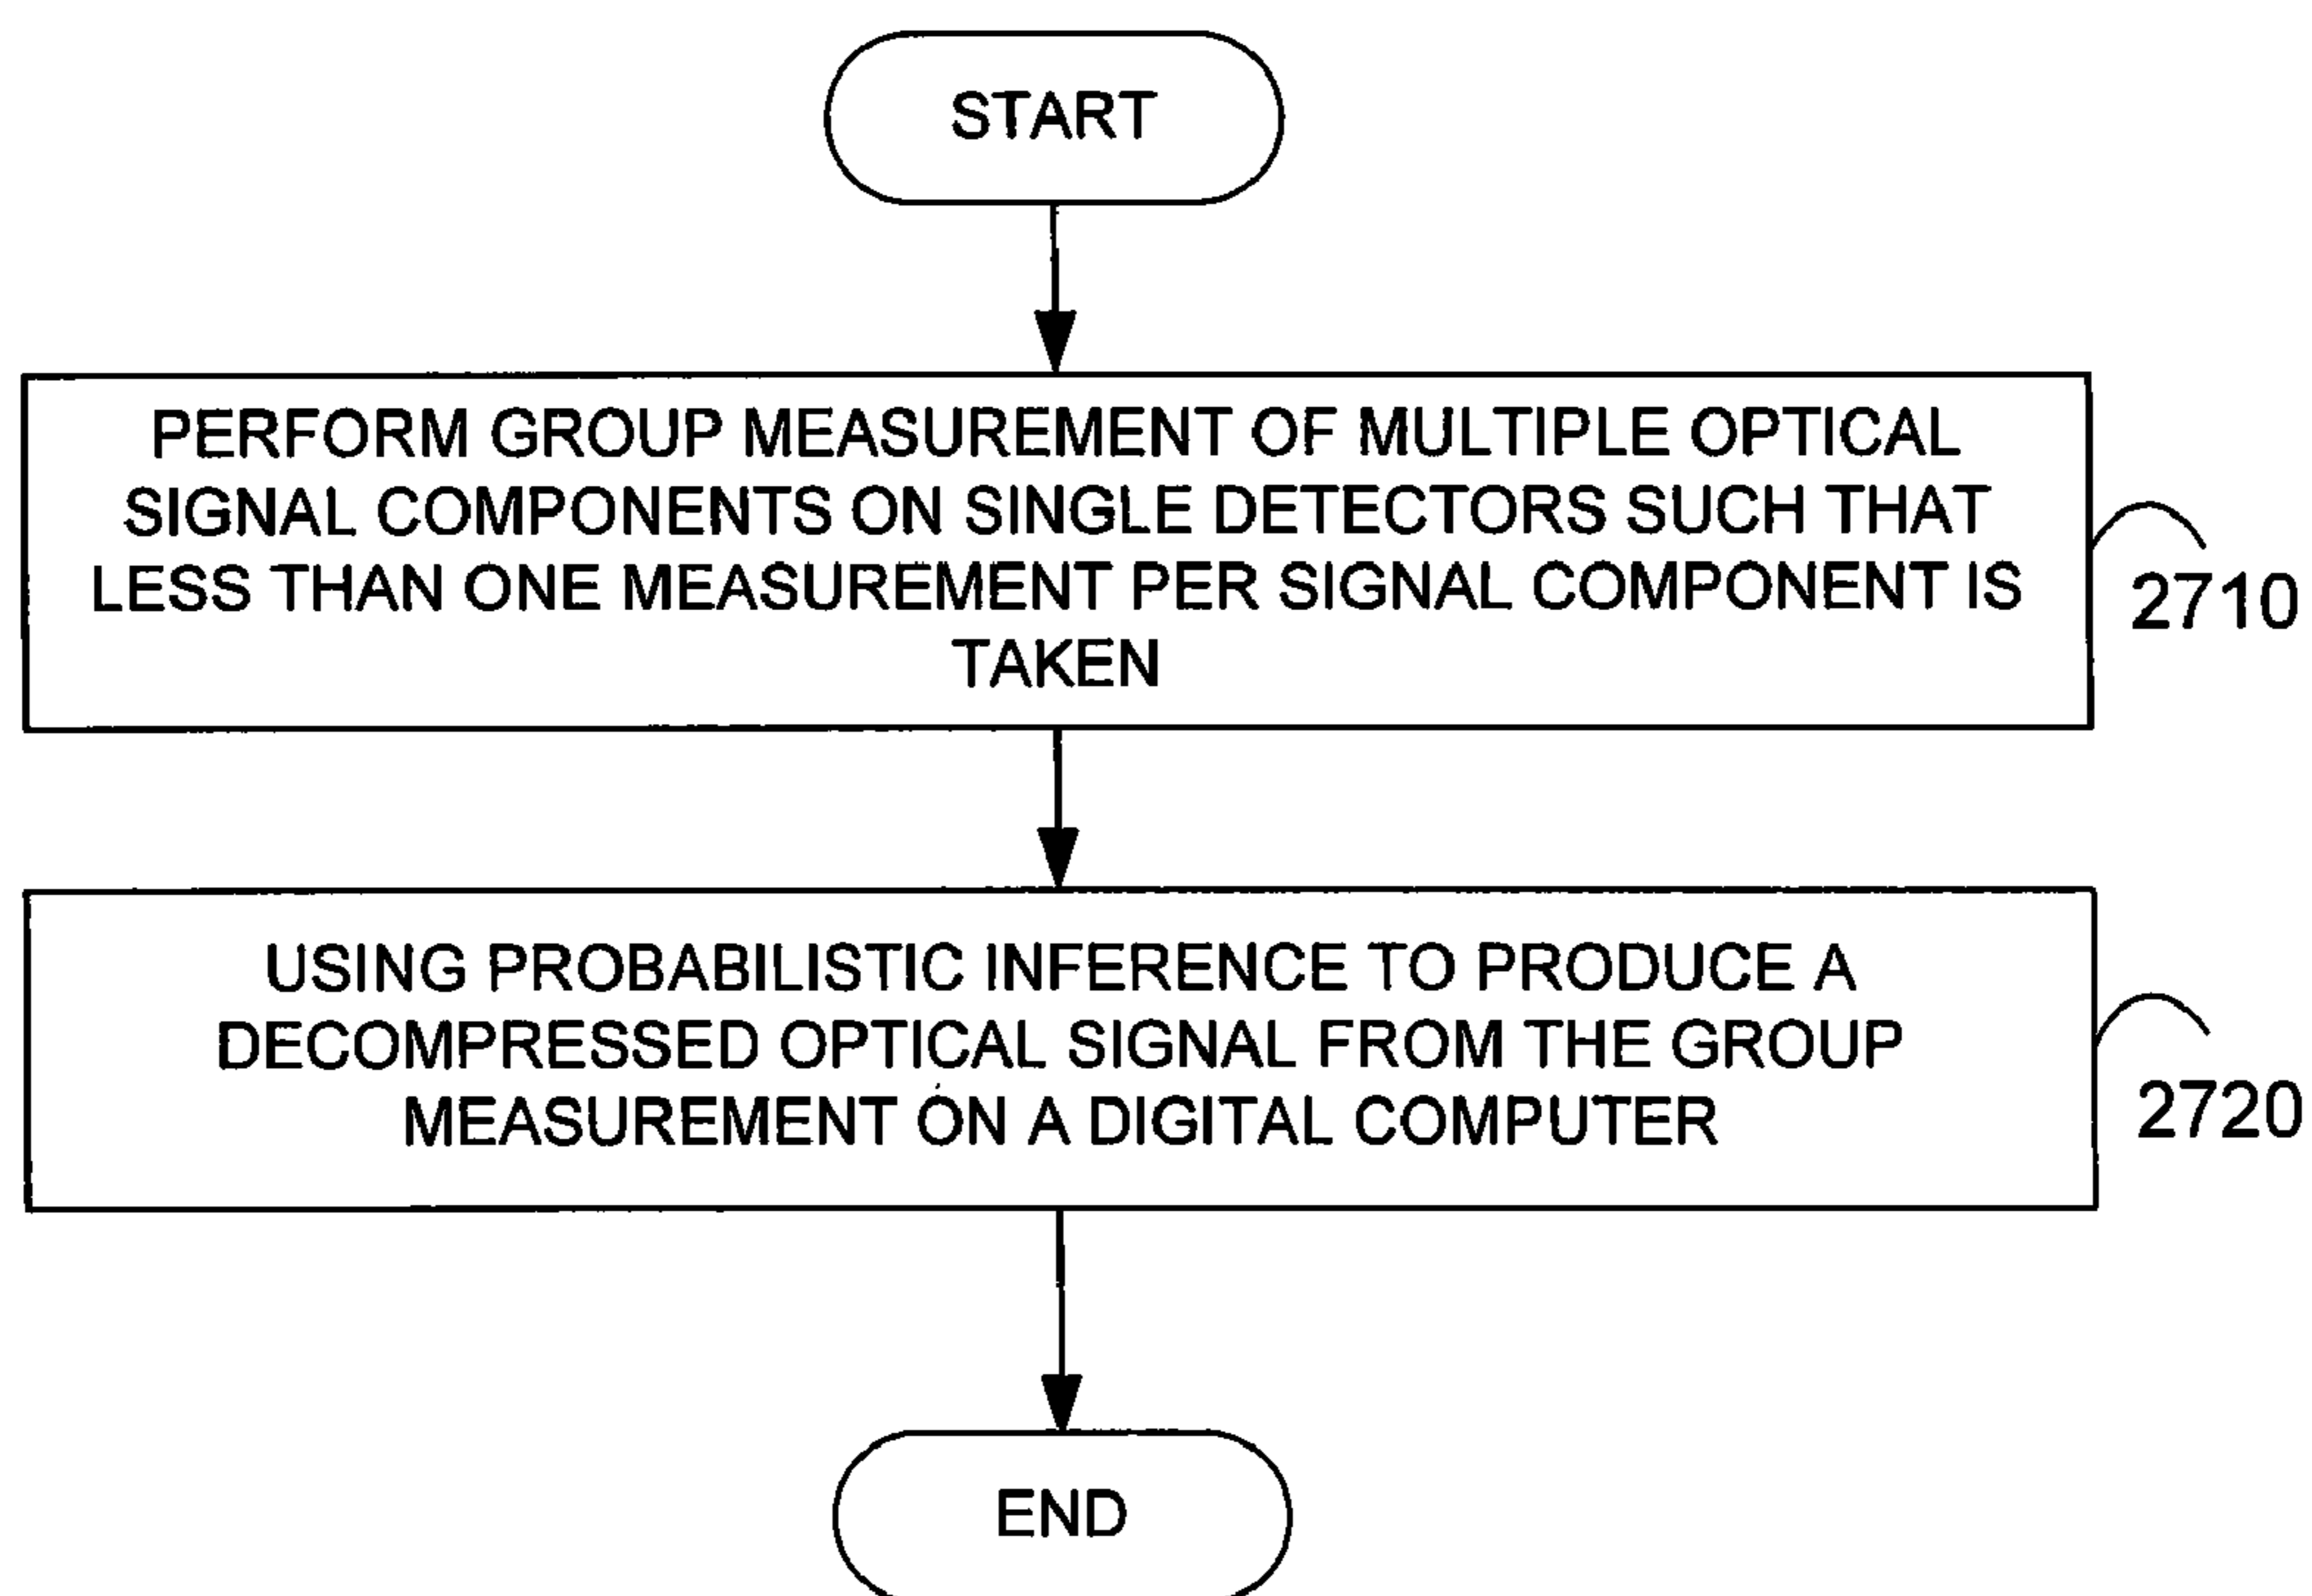 START
PERFORM GROUP MEASUREMENT OF MULTIPLE OPTICAL
SIGNAL COMPONENTS ON SINGLE DETECTORS SUCH THAT
LESS THAN ONE MEASUREMENT PER SIGNAL COMPONENT IS
TAKEN
2710
USING PROBABILISTIC INFERENCE TO PRODUCE A
DECOMPRESSED OPTICAL SIGNAL FROM THE GROUP
MEASUREMENT ON A DIGITAL COMPUTER
2720
END